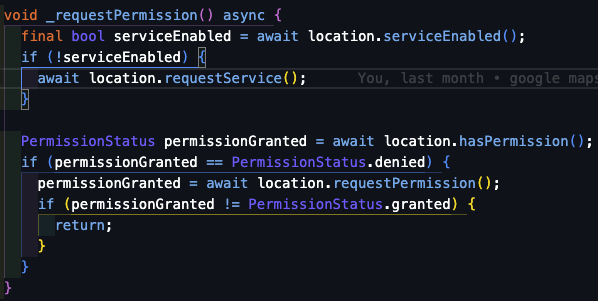 void _requestPermission() async {
final bool serviceEnabled = await location.serviceEnabled();
if (!serviceEnabled) {
await location.requestService(); You, last month • google maps
}
PermissionStatus permissionGranted = await location.hasPermission();
if (permissionGranted == PermissionStatus.denied) {
permissionGranted = await location.requestPermission();
if (permissionGranted != PermissionStatus.granted) {
return;
}
}
}